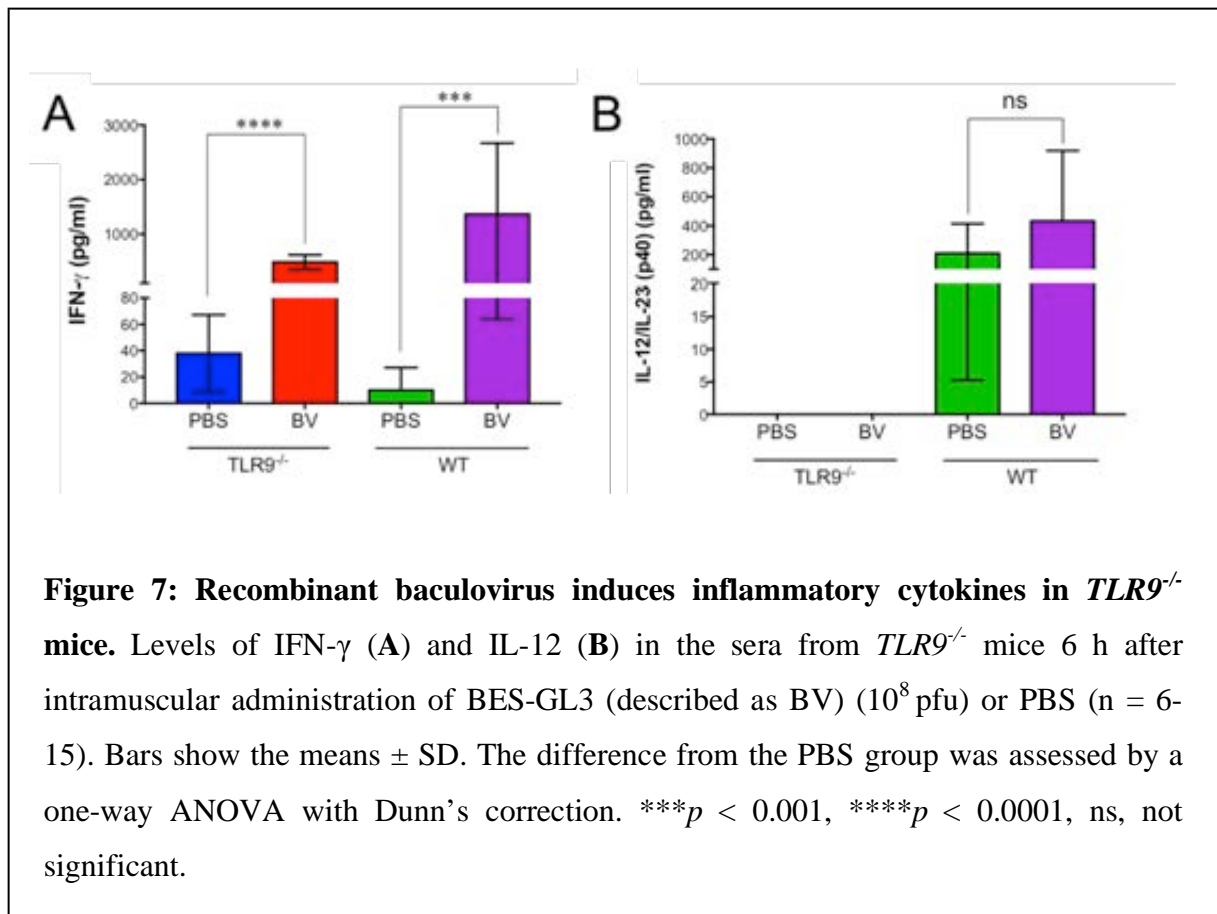 A
****
***
3000
2000
1000
80
60
40
20
0
IFN-γ (pg/ml)
PBS
BV
PBS
BV
TLR9-/-
WT
B
ns
1000
800
600
400
200
20
15
10
5
0
IL-12/IL-23 (p40) (pg/ml)
PBS
BV
PBS
BV
TLR9-/-
WT
Figure 7: Recombinant baculovirus induces inflammatory cytokines in TLR9-/-
mice. Levels of IFN-γ (A) and IL-12 (B) in the sera from TLR9-/- mice 6 h after
intramuscular administration of BES-GL3 (described as BV) (10⁸ pfu) or PBS (n = 6-
15). Bars show the means ± SD. The difference from the PBS group was assessed by a
one-way ANOVA with Dunn’s correction. ***p < 0.001, ****p < 0.0001, ns, not
significant.